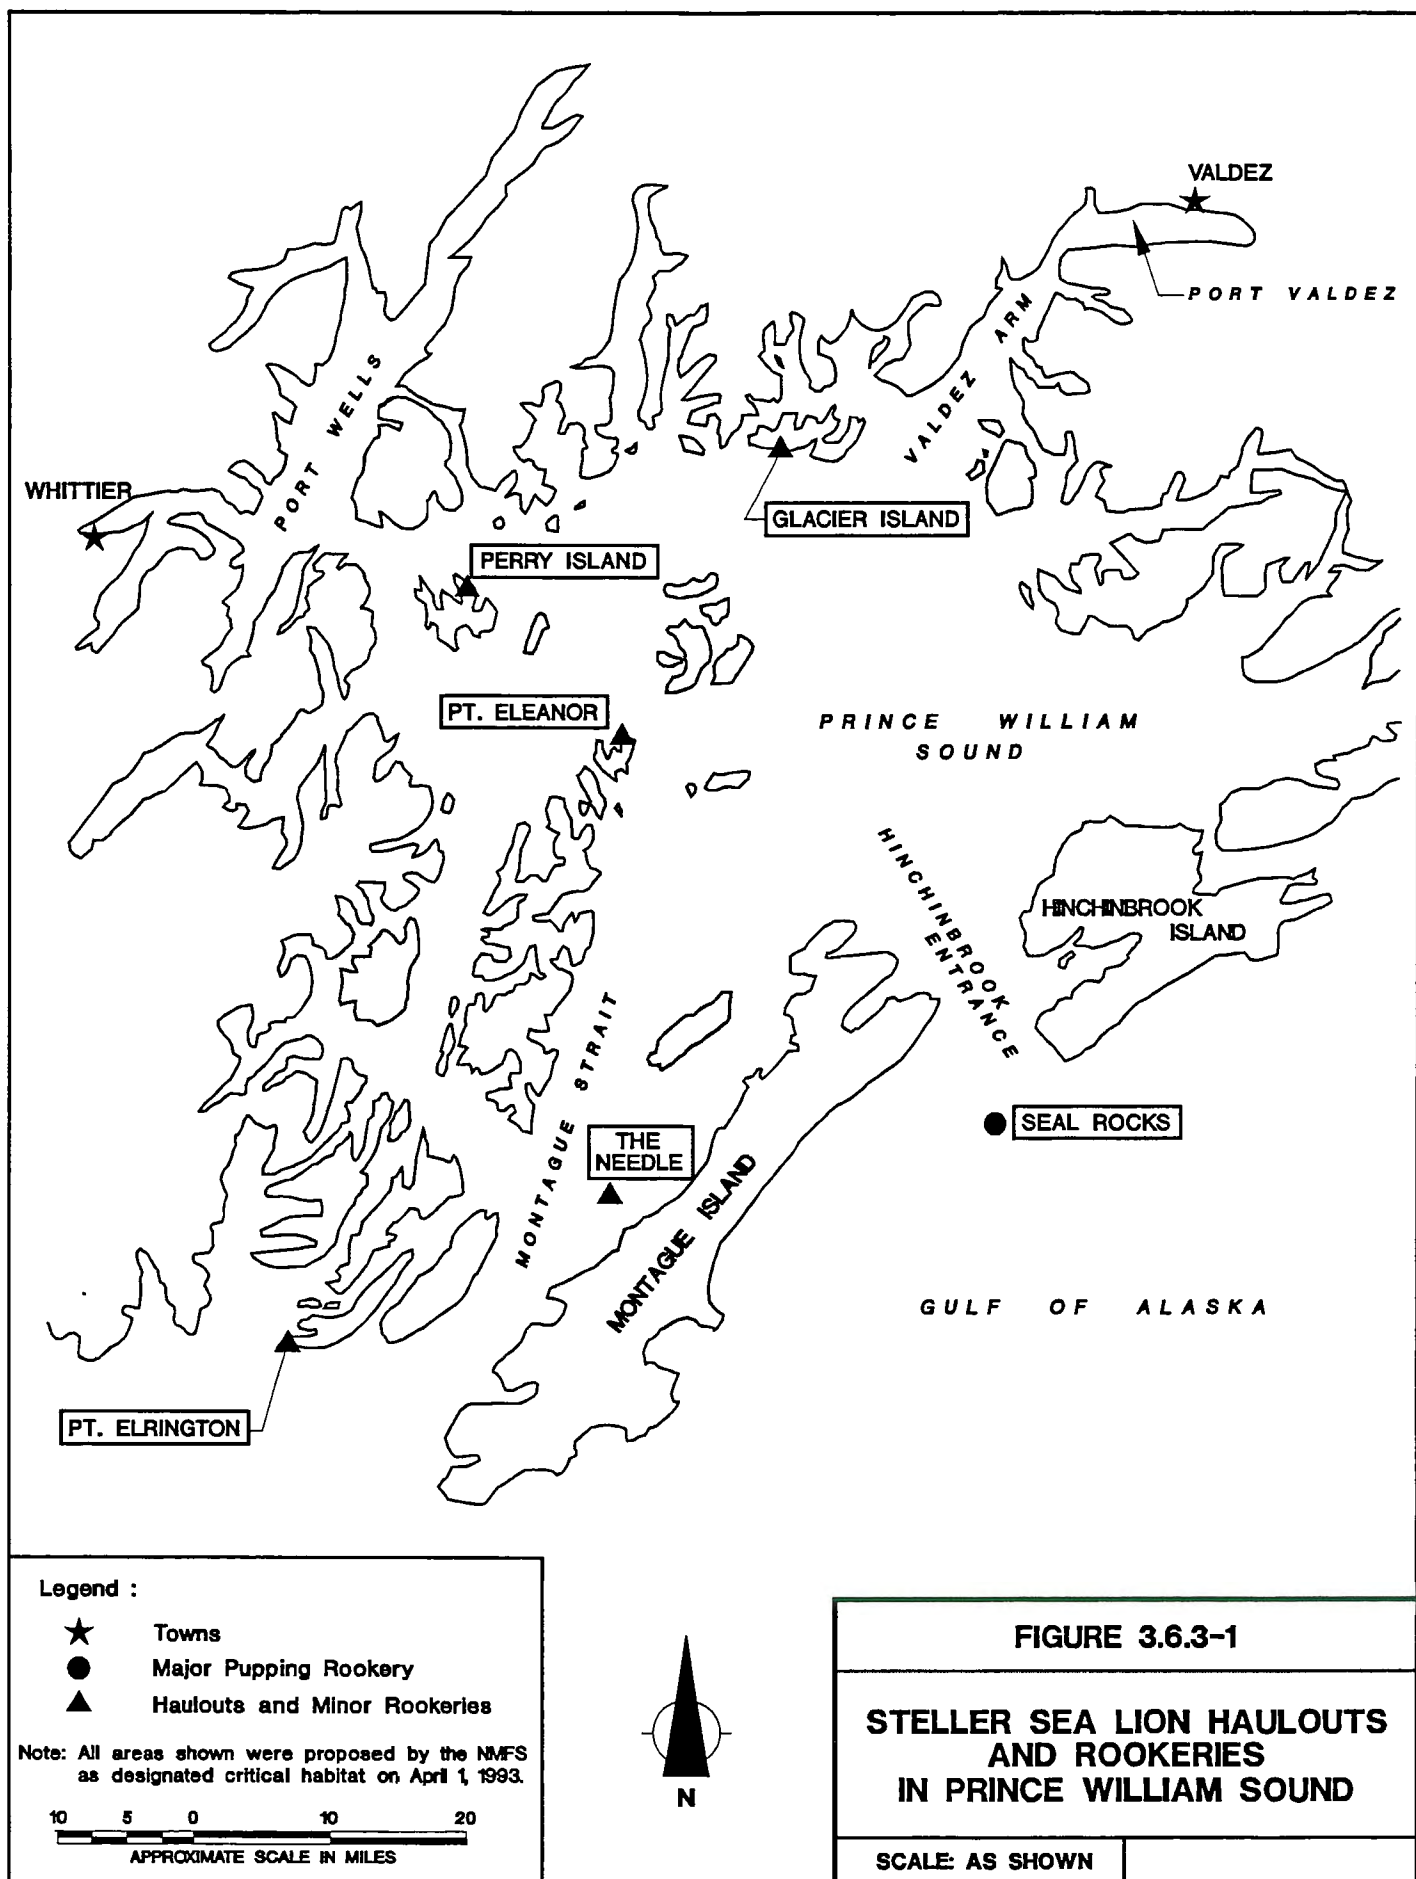 VALDEZ
PORT VALDEZ
VALDEZ ARM
PORT WELLS
WHITTIER
GLACIER ISLAND
PERRY ISLAND
PT. ELEANOR
PRINCE WILLIAM
SOUND
HINCHINBROOK
ENTRANCE
HINCHINBROOK
ISLAND
MONTAGUE STRAIT
SEAL ROCKS
THE
NEEDLE
MONTAGUE ISLAND
GULF OF ALASKA
PT. ELRINGTON
Legend :
Towns
Major Pupping Rookery
Haulouts and Minor Rookeries
Note: All areas shown were proposed by the NMFS
as designated critical habitat on April 1, 1993.
10 5 0 10 20
APPROXIMATE SCALE IN MILES
N
FIGURE 3.6.3-1
STELLER SEA LION HAULOUTS
AND ROOKERIES
IN PRINCE WILLIAM SOUND
SCALE: AS SHOWN